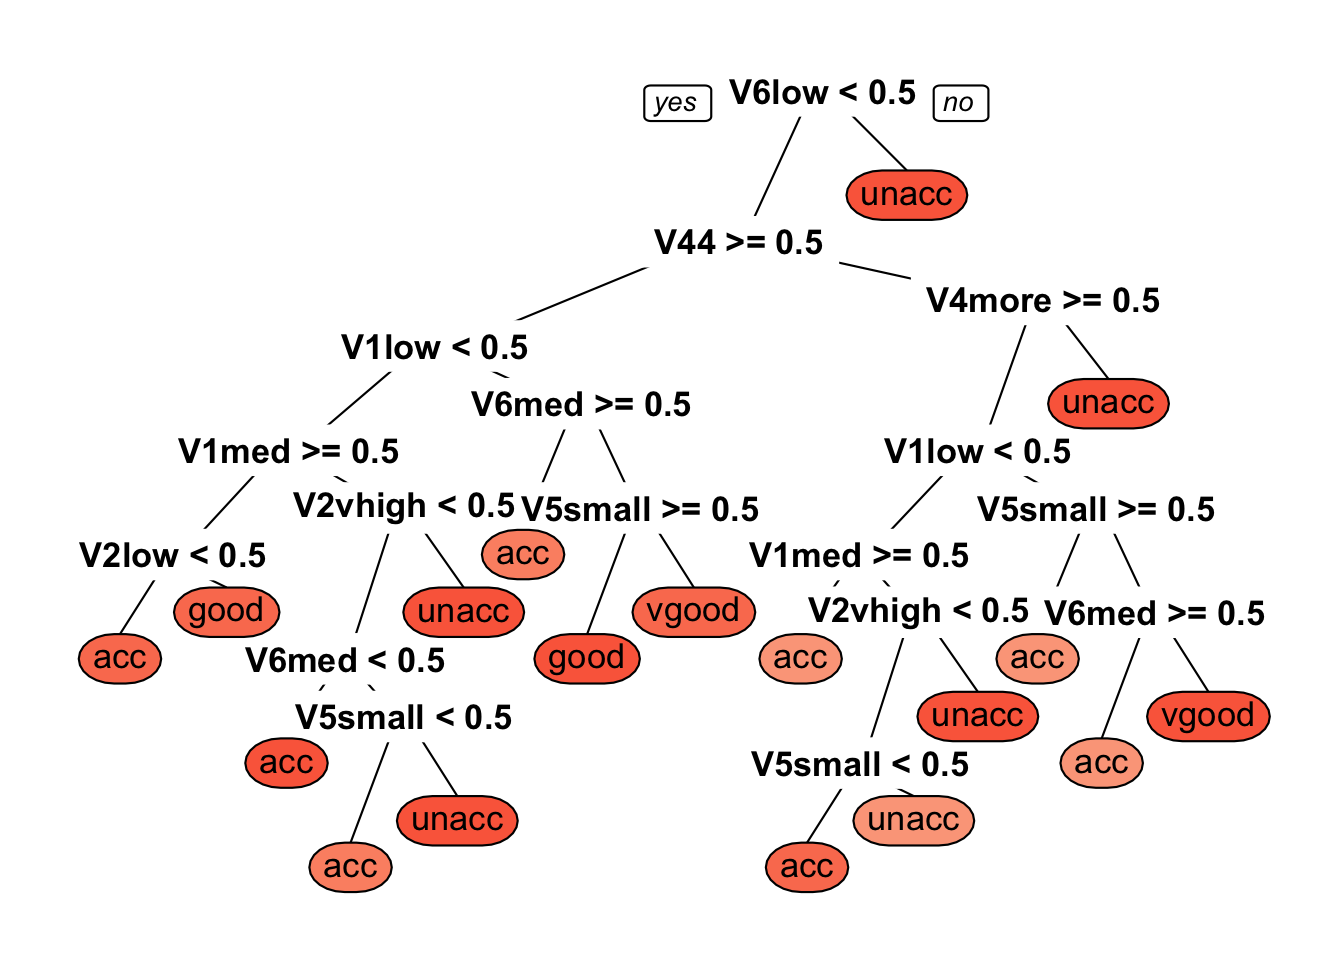 yes V6low < 0.5 no
unacc
V44 >= 0.5
V4more >= 0.5
V1low < 0.5
V6med >= 0.5
unacc
V1med >= 0.5
V1low < 0.5
V2vhigh < 0.5
V5small >= 0.5
V5small >= 0.5
V2low < 0.5
acc
V1med >= 0.5
good
unacc
vgood
V2vhigh < 0.5
V6med >= 0.5
acc
V6med < 0.5
good
acc
acc
V5small < 0.5
unacc
vgood
acc
V5small < 0.5
acc
unacc
unacc
acc
acc